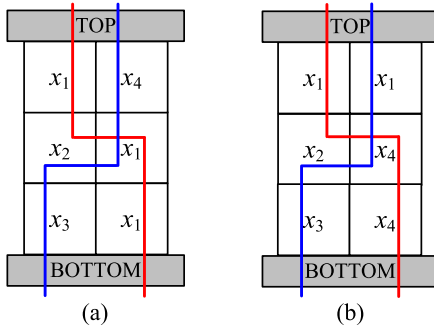 TOP
x1 x4
x2 x1
x3 x1
BOTTOM
(a)
TOP
x1 x1
x2 x4
x3 x4
BOTTOM
(b)